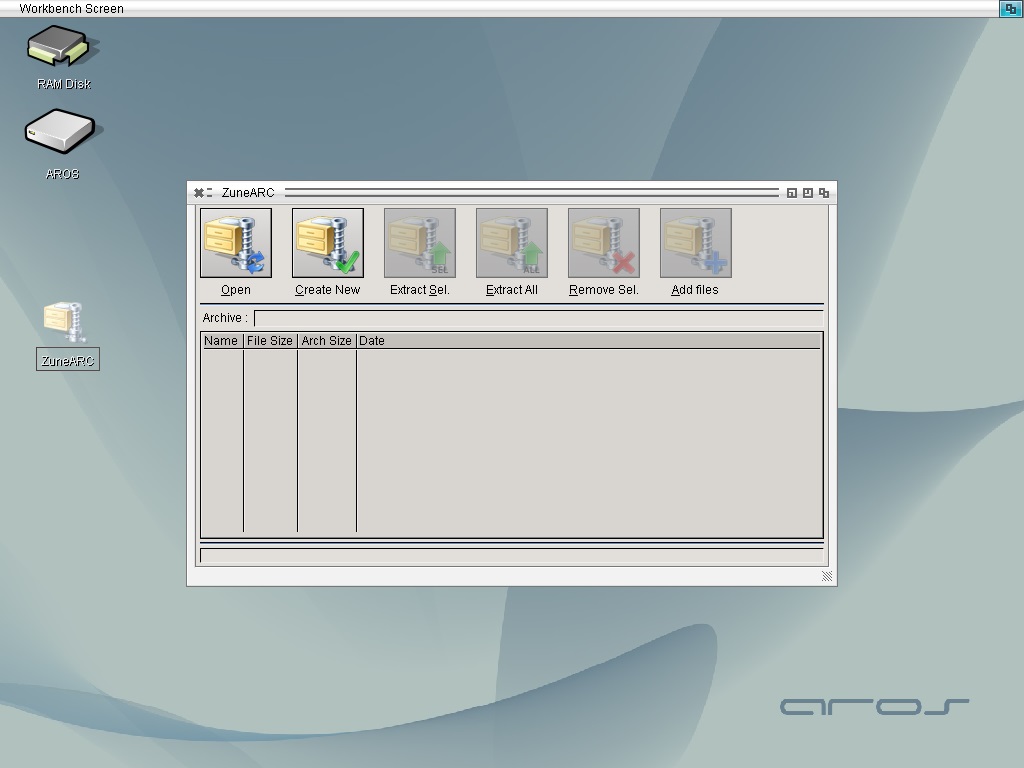 Workbench Screen
RAM Disk
AROS
ZuneARC
ZuneARC
SEL
ALL
Open
Create New
Extract Sel.
Extract All
Remove Sel.
Add files
Archive :
Name
File Size
Arch Size
Date
aros